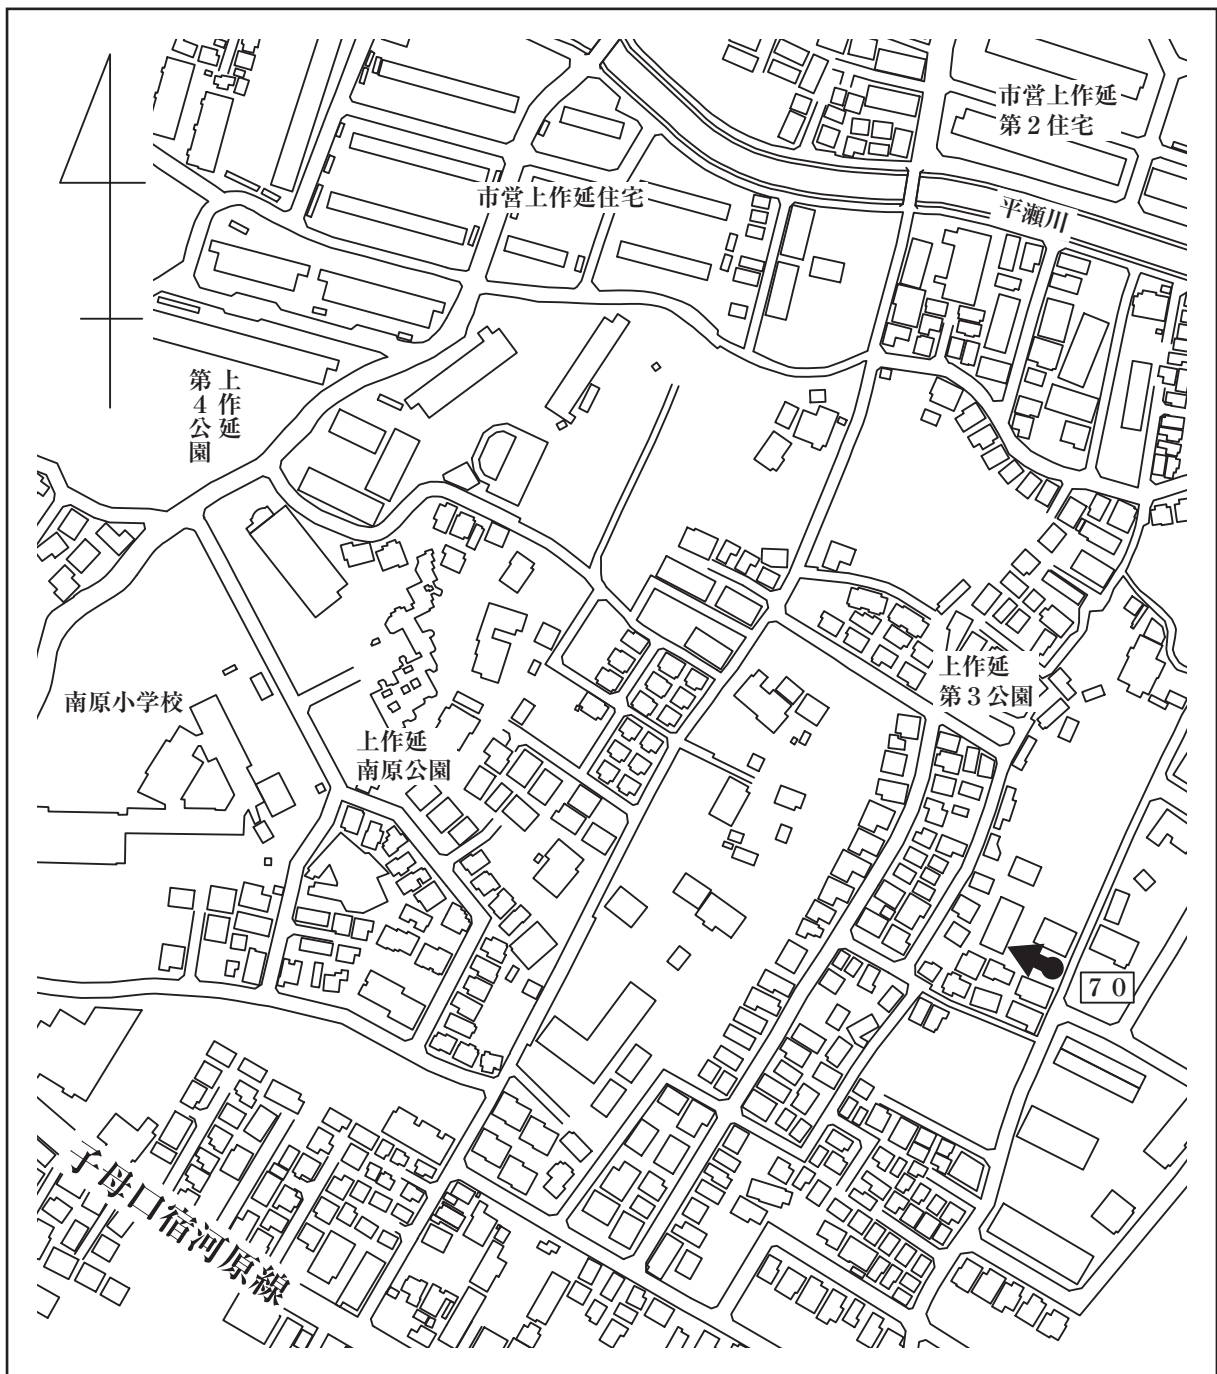 市営上作延
第２住宅
市営上作延住宅
平瀬川
上作延
第４公園
南原小学校
上作延
第３公園
上作延
南原公園
７０
子母口宿河原線